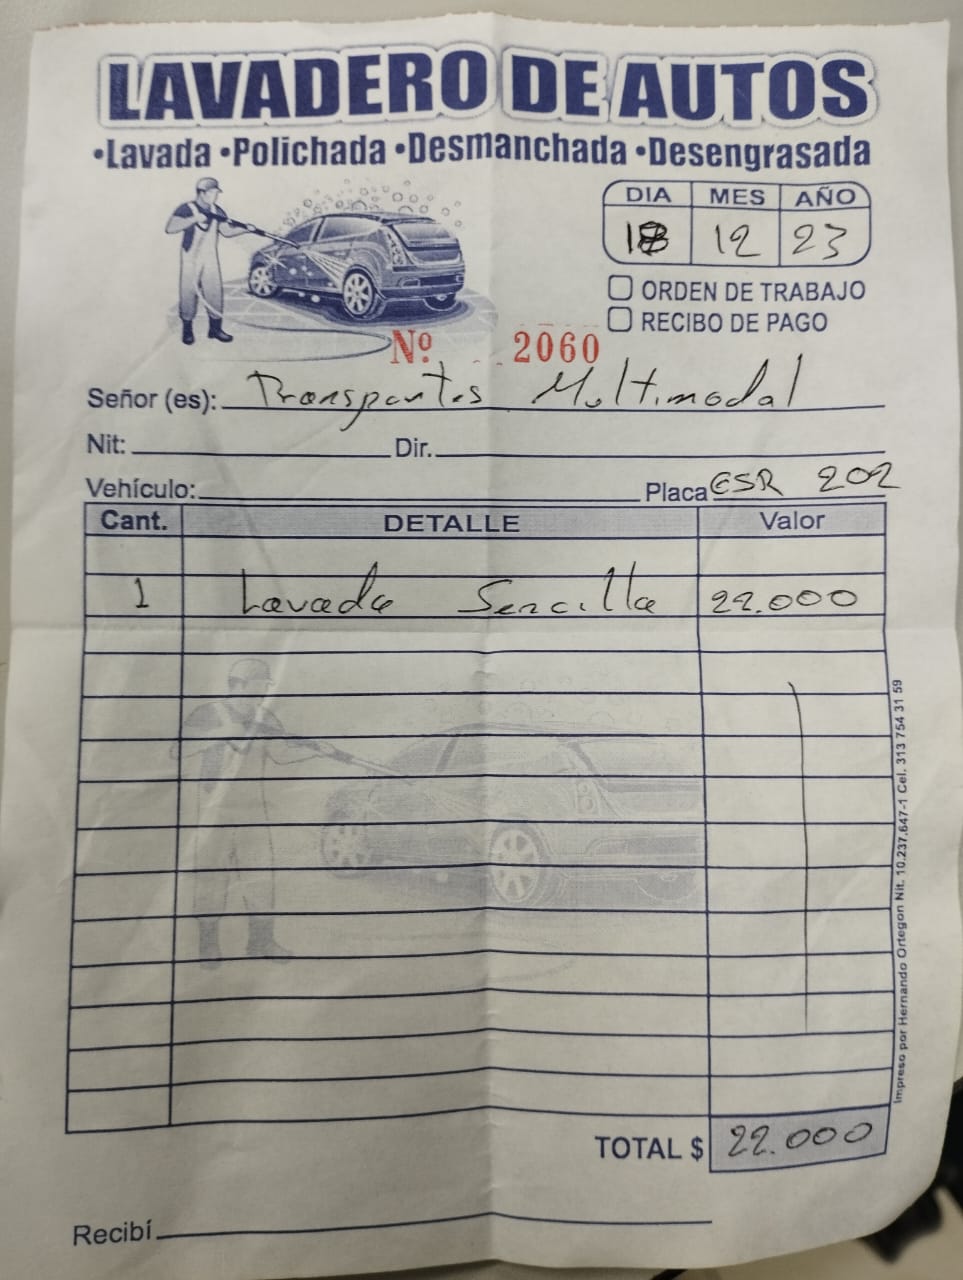 LAVADERO DE AUTOS
•Lavada •Polichada •Desmanchada •Desengrasada
DIA MES AÑO
18 12 23
ORDEN DE TRABAJO
RECIBO DE PAGO
Nº 2060
Señor (es): Transportes Multimodal
Nit: Dir.
Vehículo: Placa ESR 202
Cant. DETALLE Valor
1 Lavada Sencilla 22.000
TOTAL $ 22.000
Recibí
Impreso por Hernando Ortegon Nit. 10.237.647-1 Cel. 313 754 31 59